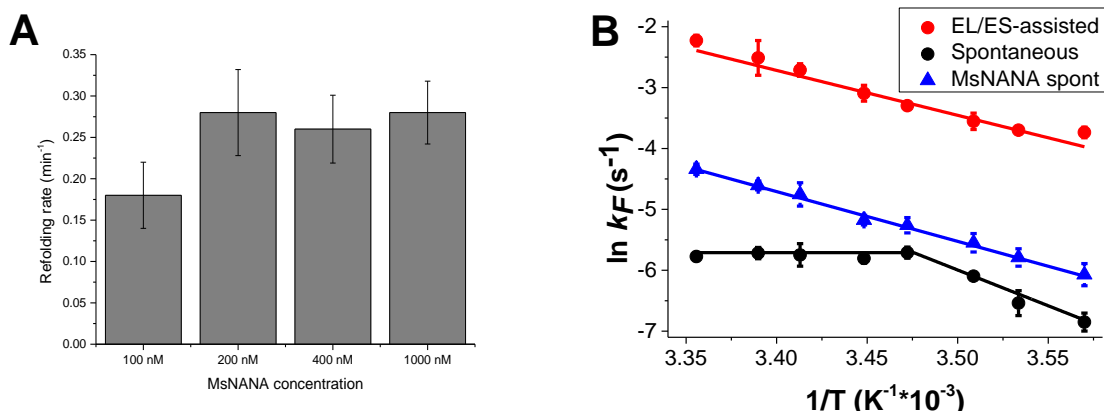 A
0.35
0.30
0.25
0.20
0.15
0.10
0.05
0.00
Refolding rate (min-1)
100 nM
200 nM
400 nM
1000 nM
MsNANA concentration
B
EL/ES-assisted
Spontaneous
MsNANA spont
-2
-3
-4
-5
-6
-7
ln kF (s-1)
3.35
3.40
3.45
3.50
3.55
1/T (K-1*10-3)